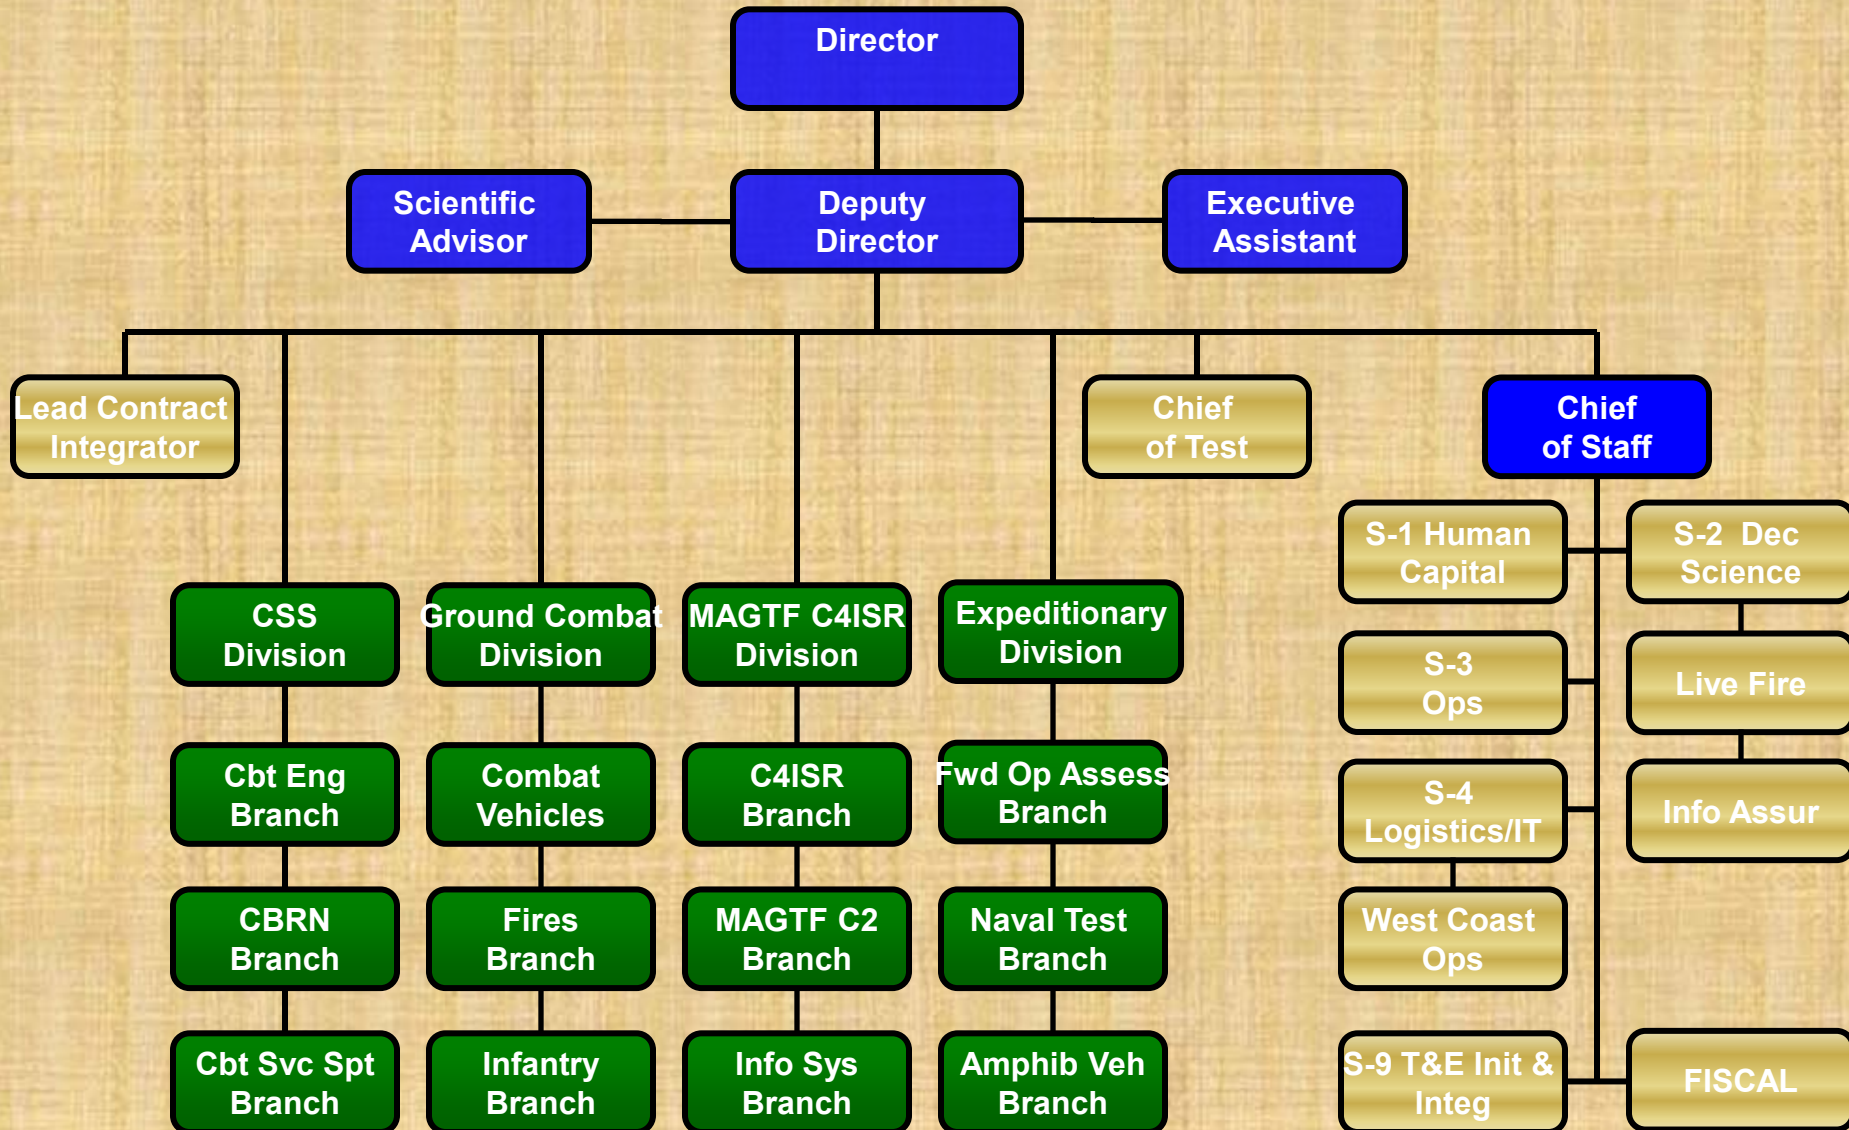 Director
Scientific
Advisor
Deputy
Director
Executive
Assistant
Lead Contract
Integrator
Chief
of Test
Chief
of Staff
S-1 Human
Capital
S-2 Dec
Science
CSS
Division
Ground Combat
Division
MAGTF C4ISR
Division
Expeditionary
Division
S-3
Ops
Live Fire
Cbt Eng
Branch
Combat
Vehicles
C4ISR
Branch
Fwd Op Assess
Branch
S-4
Logistics/IT
Info Assur
CBRN
Branch
Fires
Branch
MAGTF C2
Branch
Naval Test
Branch
West Coast
Ops
Cbt Svc Spt
Branch
Infantry
Branch
Info Sys
Branch
Amphib Veh
Branch
S-9 T&E Init &
Integ
FISCAL